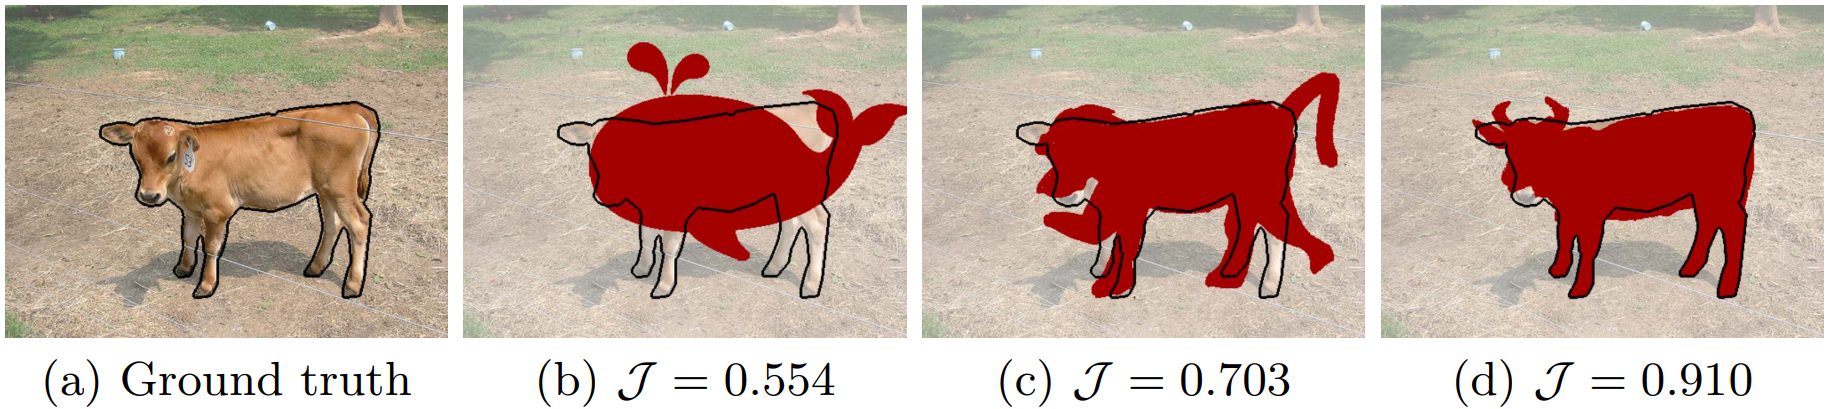 (a) Ground truth
(b) 𝒥 = 0.554
(c) 𝒥 = 0.703
(d) 𝒥 = 0.910